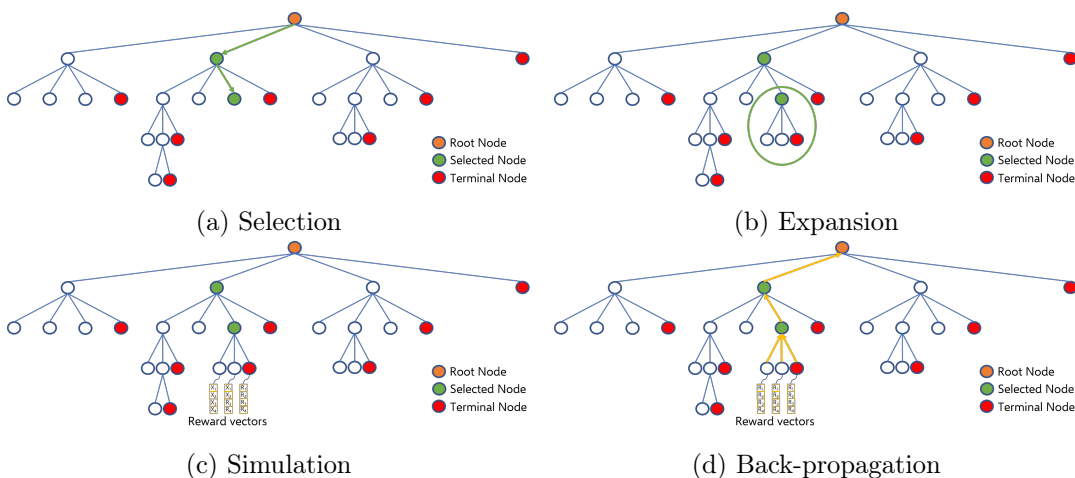 Root Node
Selected Node
Terminal Node
(a) Selection
Root Node
Selected Node
Terminal Node
(b) Expansion
Root Node
Selected Node
Terminal Node
Reward vectors
(c) Simulation
Root Node
Selected Node
Terminal Node
Reward vectors
(d) Back-propagation